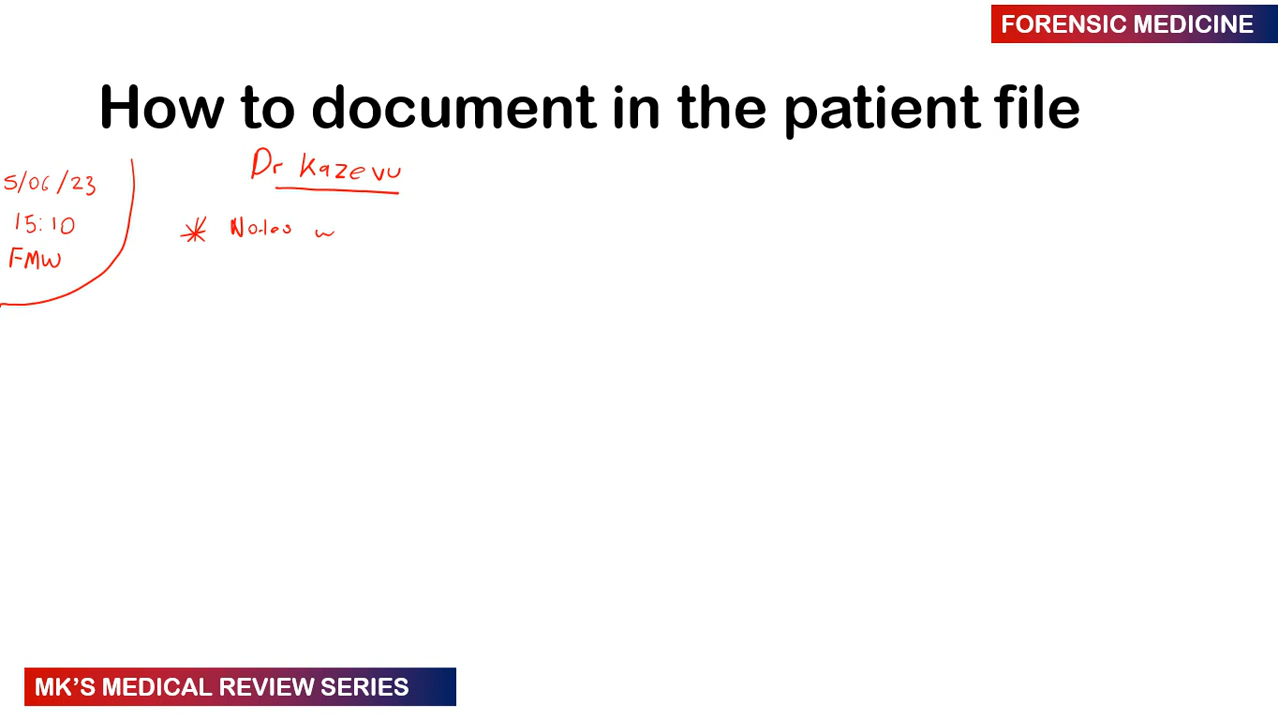 FORENSIC MEDICINE
How to document in the patient file
Dr Kazevu
5/06/23
15:10
FMW
* Notes w
MK'S MEDICAL REVIEW SERIES